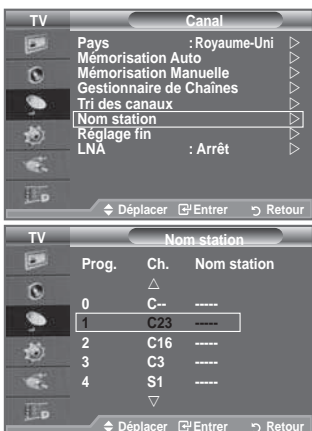 TV Canal
Pays : Royaume-Uni ▷
Mémorisation Auto ▷
Mémorisation Manuelle ▷
Gestionnaire de Chaînes ▷
Tri des canaux ▷
Nom station ▷
Réglage fin ▷
LNA : Arrêt ▷
Déplacer Entrer Retour
TV Nom station
Prog. Ch. Nom station
△
0 C-- -----
1 C23 -----
2 C16 -----
3 C3 -----
4 S1 -----
▽
Déplacer Entrer Retour